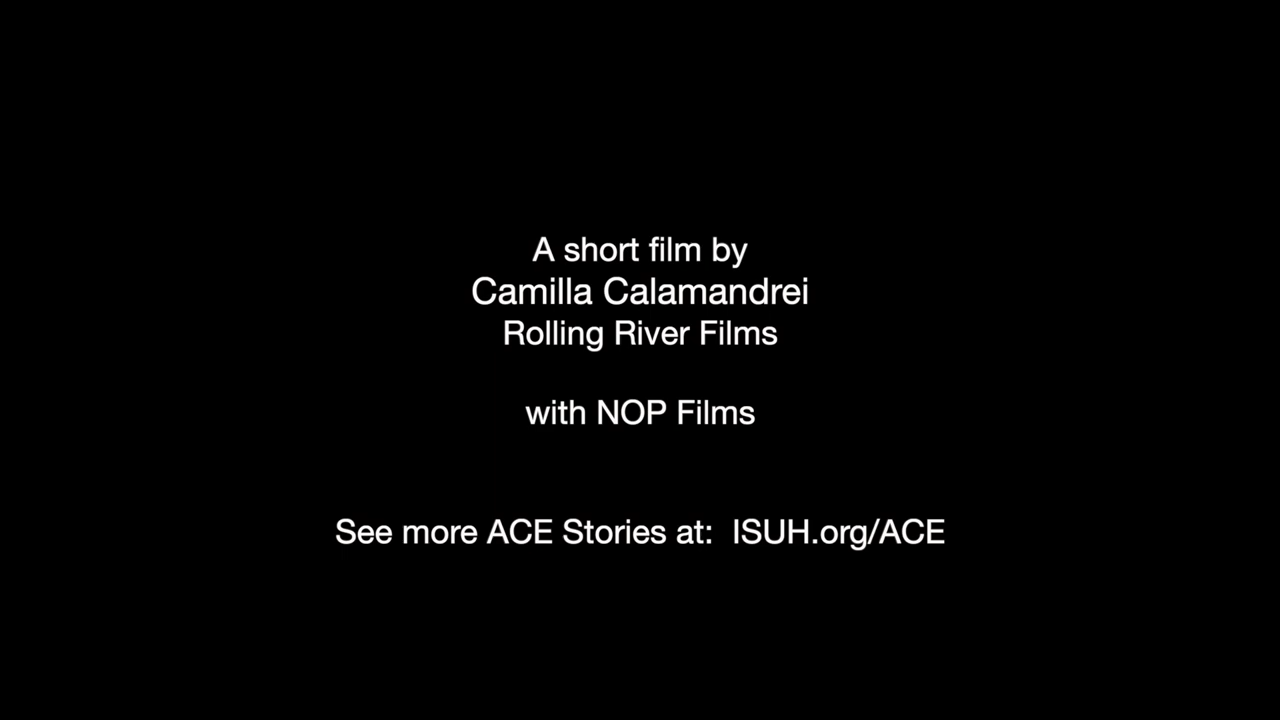 A short film by
Camilla Calamandrei
Rolling River Films
with NOP Films
See more ACE Stories at:  ISUH.org/ACE